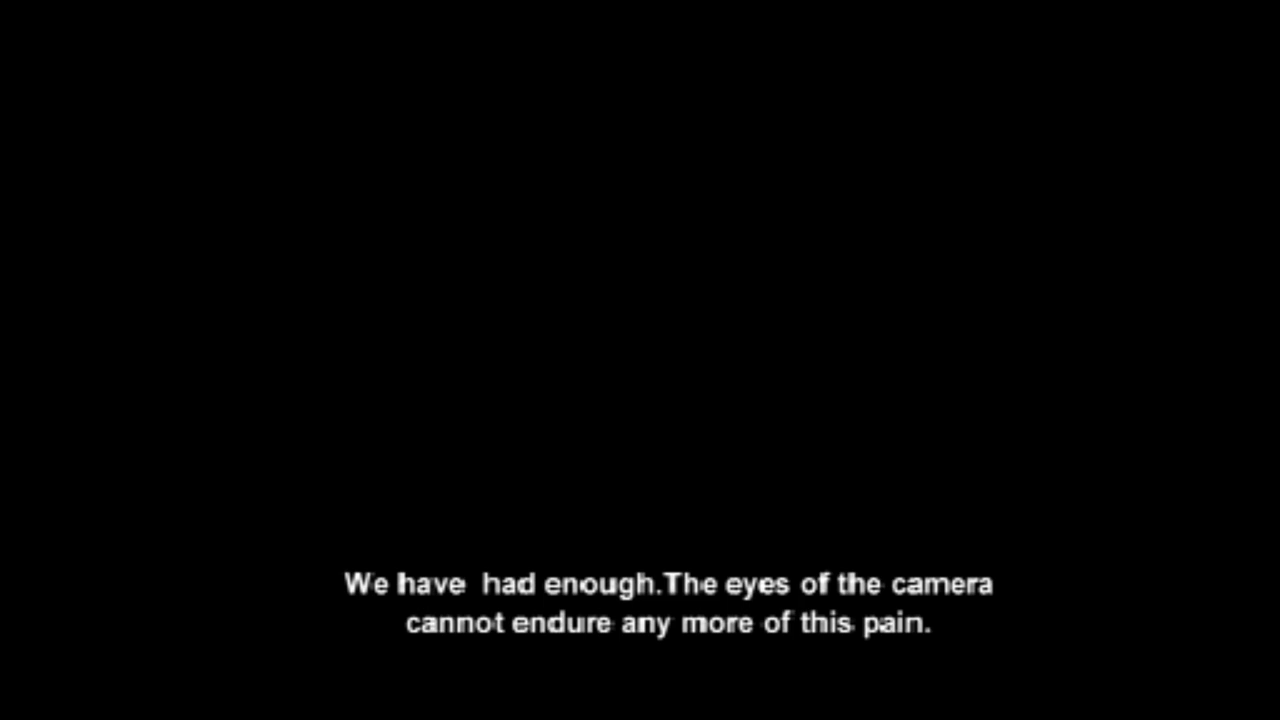 We have  had enough.The eyes of the camera
cannot endure any more of this pain.